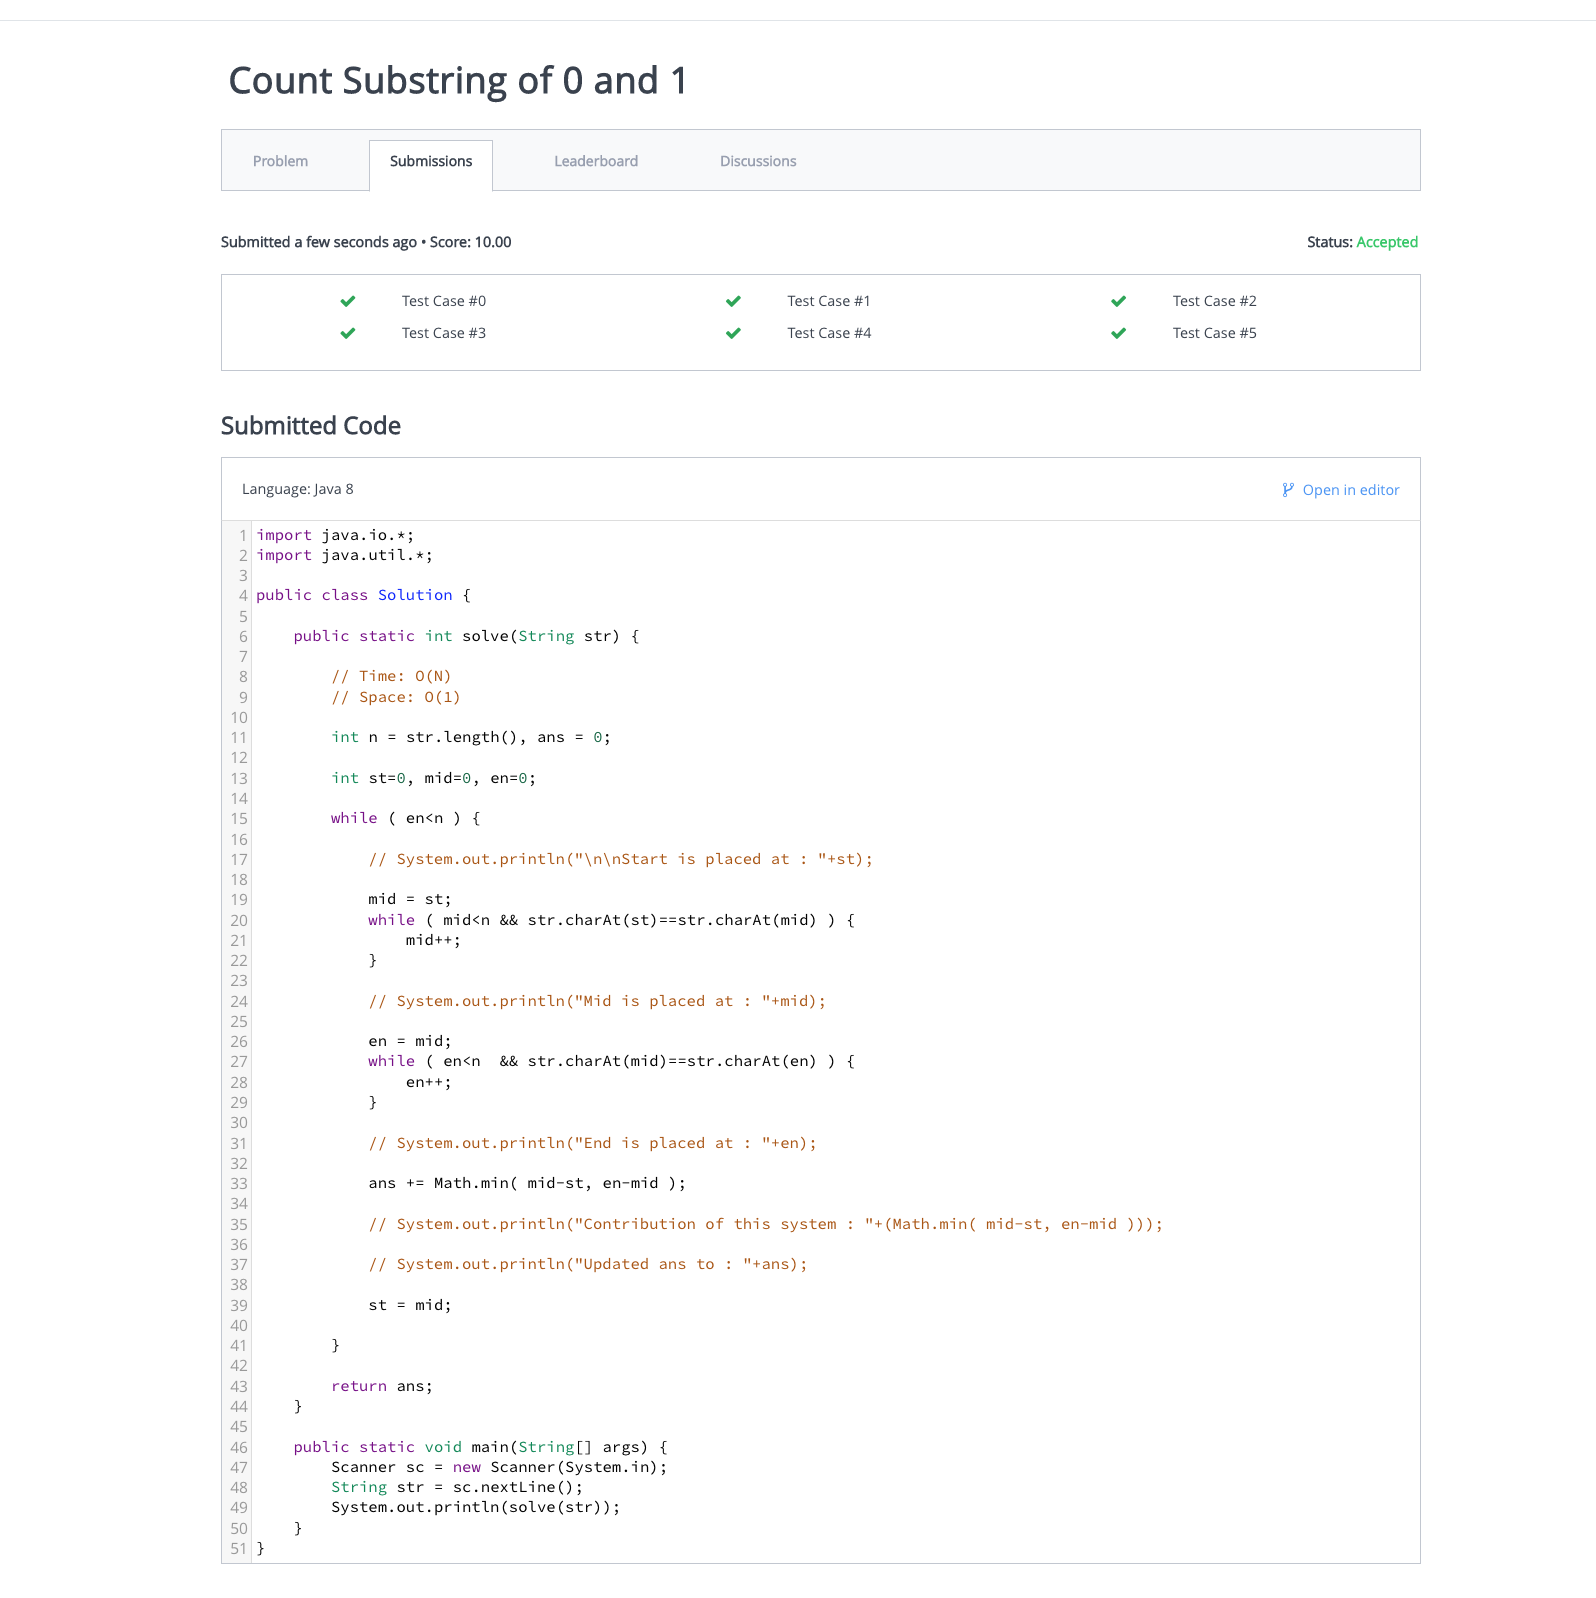 Count Substring of 0 and 1
Problem Submissions Leaderboard Discussions
Submitted a few seconds ago • Score: 10.00 Status: Accepted
Test Case #0 Test Case #1 Test Case #2
Test Case #3 Test Case #4 Test Case #5
Submitted Code
Language: Java 8 Open in editor
1 import java.io.*;
2 import java.util.*;
3
4 public class Solution {
5
6     public static int solve(String str) {
7
8         // Time: O(N)
9         // Space: O(1)
10
11         int n = str.length(), ans = 0;
12
13         int st=0, mid=0, en=0;
14
15         while ( en<n ) {
16
17             // System.out.println("\n\nStart is placed at : "+st);
18
19             mid = st;
20             while ( mid<n && str.charAt(st)==str.charAt(mid) ) {
21                 mid++;
22             }
23
24             // System.out.println("Mid is placed at : "+mid);
25
26             en = mid;
27             while ( en<n  && str.charAt(mid)==str.charAt(en) ) {
28                 en++;
29             }
30
31             // System.out.println("End is placed at : "+en);
32
33             ans += Math.min( mid-st, en-mid );
34
35             // System.out.println("Contribution of this system : "+(Math.min( mid-st, en-mid )));
36
37             // System.out.println("Updated ans to : "+ans);
38
39             st = mid;
40
41         }
42
43         return ans;
44     }
45
46     public static void main(String[] args) {
47         Scanner sc = new Scanner(System.in);
48         String str = sc.nextLine();
49         System.out.println(solve(str));
50     }
51 }